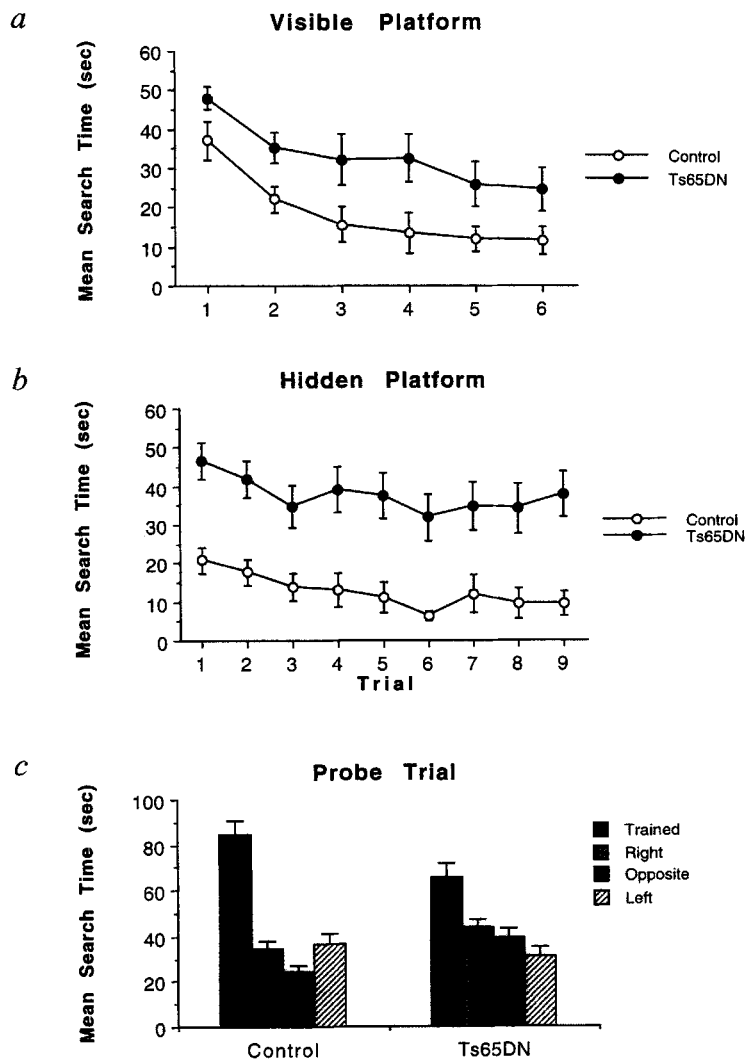 a
Visible Platform
Mean Search Time (sec)
60
50
40
30
20
10
0
1 2 3 4 5 6
Control
Ts65DN
b
Hidden Platform
Mean Search Time (sec)
60
50
40
30
20
10
0
1 2 3 4 5 6 7 8 9
Trial
Control
Ts65DN
c
Probe Trial
Mean Search Time (sec)
100
80
60
40
20
0
Control Ts65DN
Trained
Right
Opposite
Left